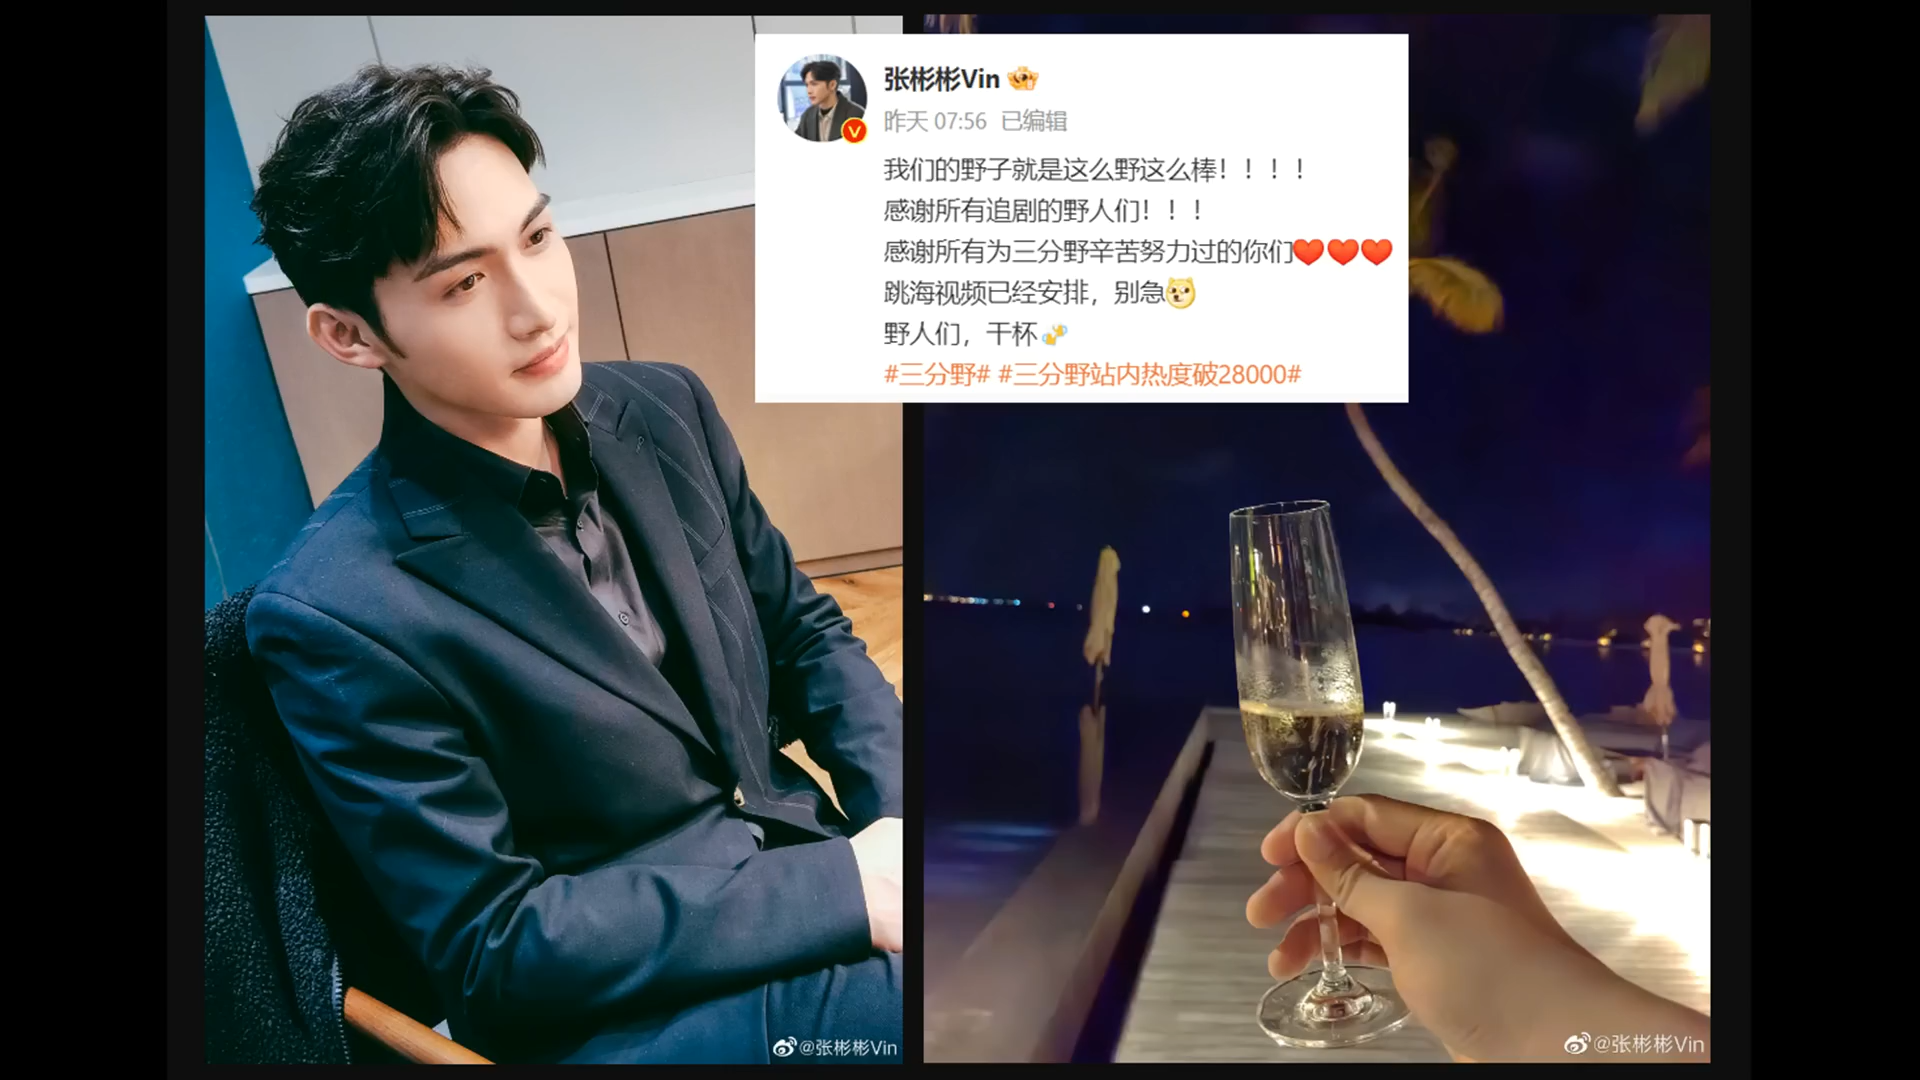 张彬彬Vin
昨天 07:56 已编辑
我们的野子就是这么野这么棒！！！！
感谢所有追剧的野人们！！！
感谢所有为三分野辛苦努力过的你们❤️❤️❤️
跳海视频已经安排，别急
野人们，干杯🍻
#三分野# #三分野站内热度破28000#
@张彬彬Vin
@张彬彬Vin